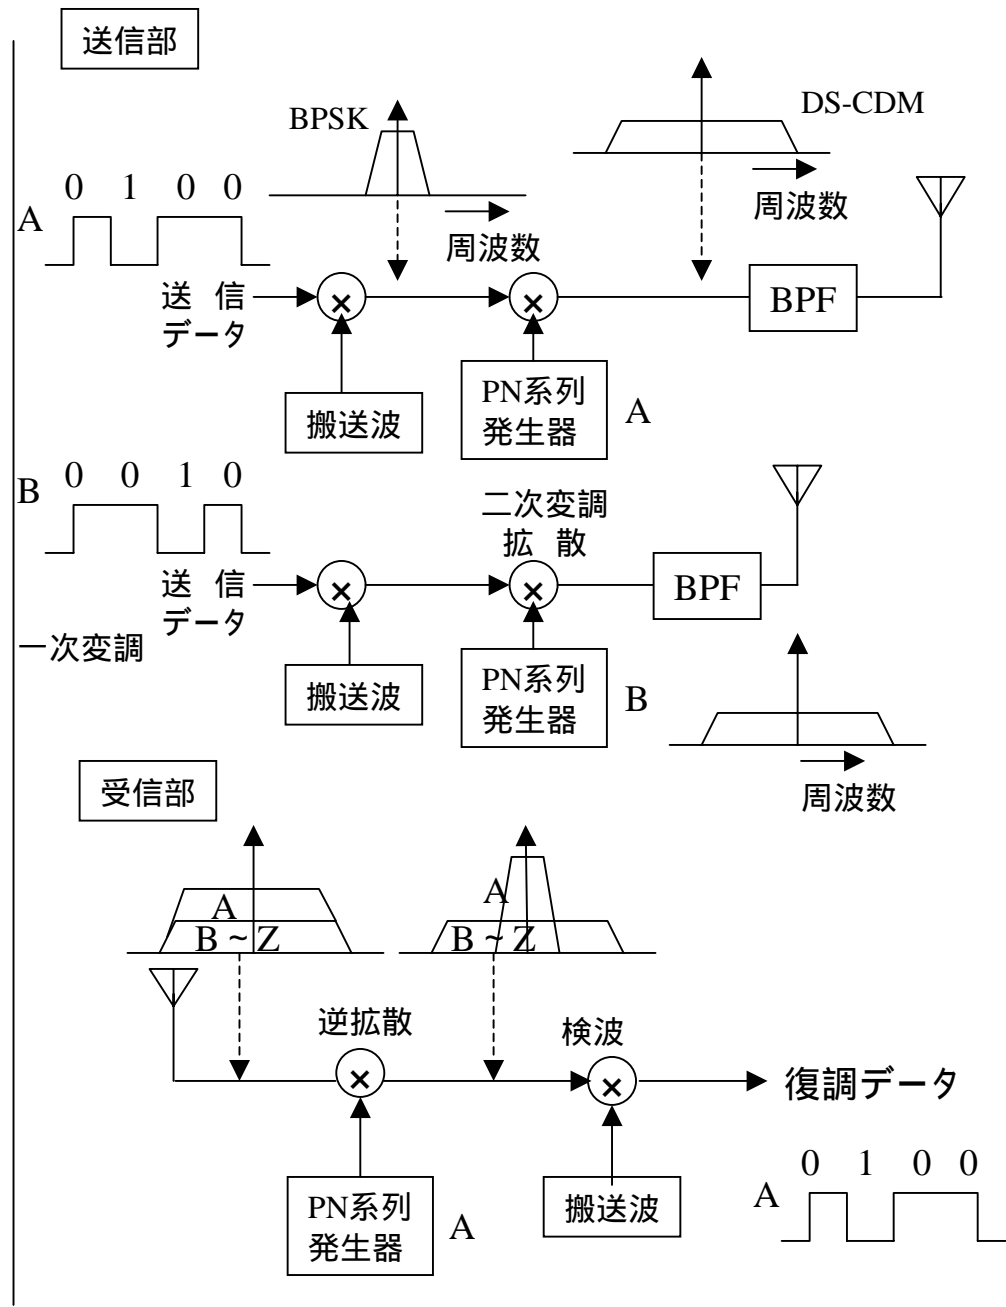 送信部
BPSK
DS-CDM
0 1 0 0
A
周波数
周波数
送 信
データ
×
×
BPF
搬送波
PN系列
発生器
A
0 0 1 0
B
二次変調
拡 散
送 信
データ
×
×
BPF
一次変調
搬送波
PN系列
発生器
B
周波数
受信部
A
B ~ Z
A
B ~ Z
逆拡散
検波
×
×
復調データ
PN系列
発生器
A
搬送波
0 1 0 0
A